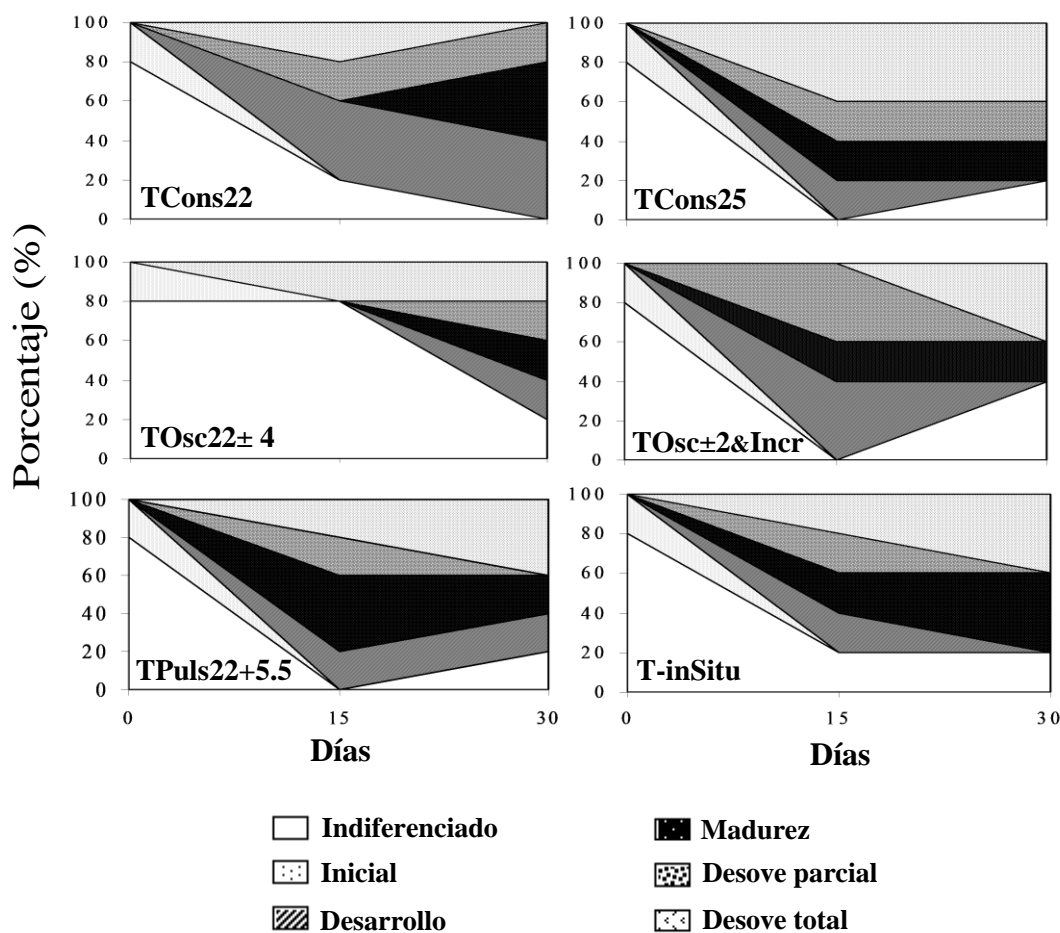 Porcentaje (%)
100
80
60
40
20
0
TCons22
100
80
60
40
20
0
TCons25
100
80
60
40
20
0
TOsc22± 4
100
80
60
40
20
0
TOsc±2&Incr
100
80
60
40
20
0
TPuls22+5.5
0 15 30
Días
100
80
60
40
20
0
T-inSitu
0 15 30
Días
Indiferenciado
Inicial
Desarrollo
Madurez
Desove parcial
Desove total